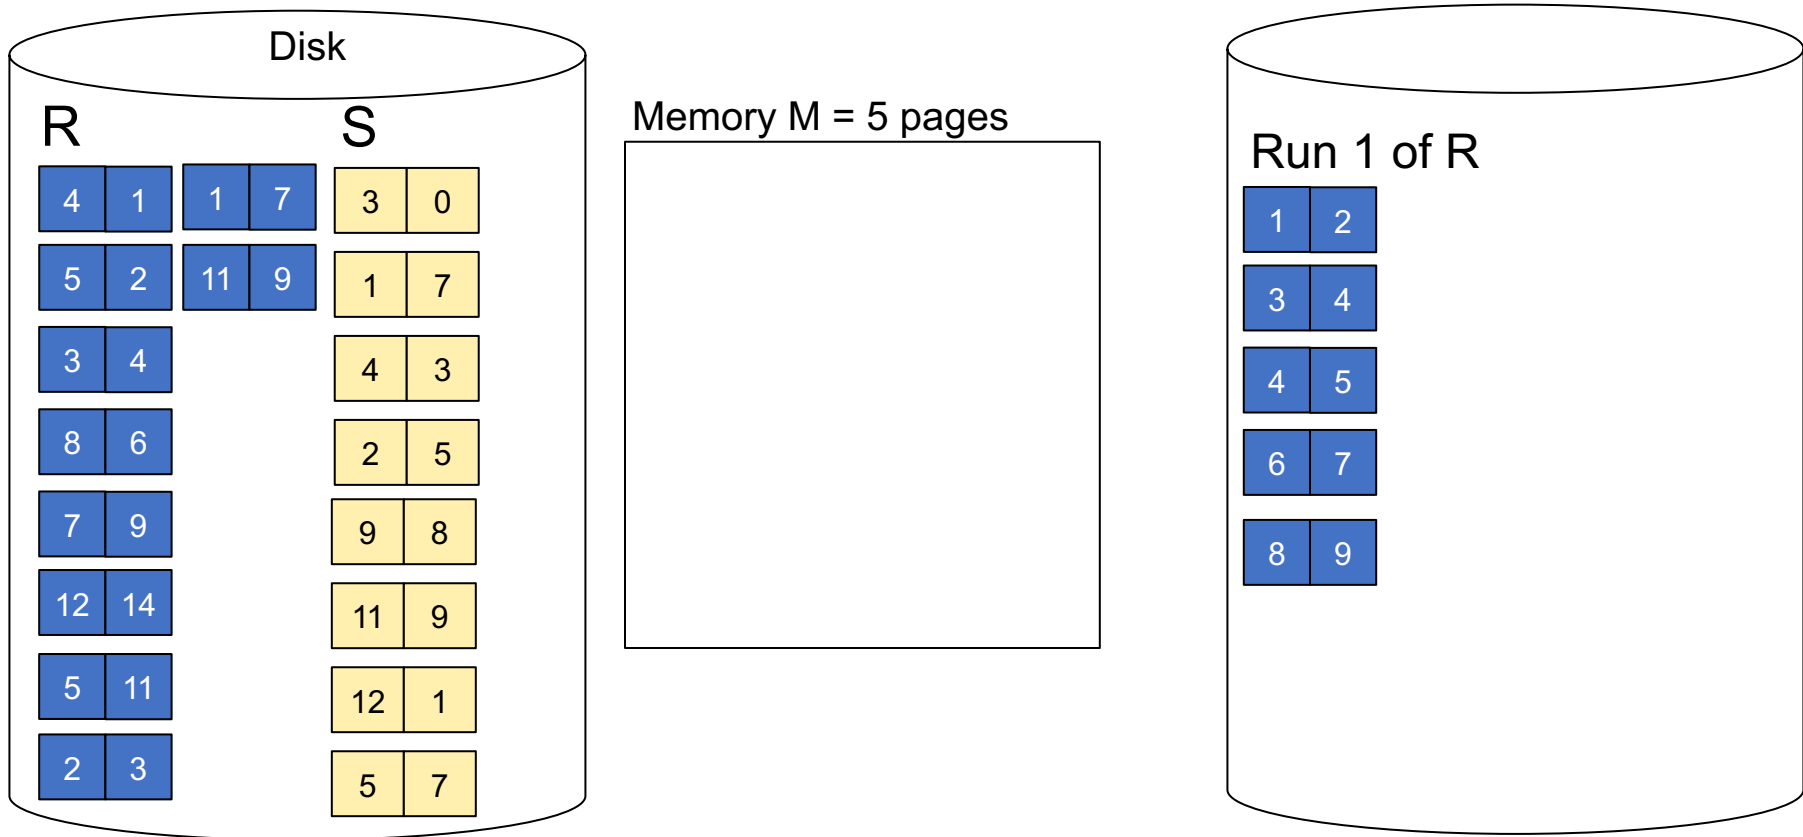 Disk
R S
4 1 1 7 3 0
5 2 11 9 1 7
3 4 4 3
8 6 2 5
7 9 9 8
12 14 11 9
5 11 12 1
2 3 5 7
Memory M = 5 pages
Run 1 of R
1 2
3 4
4 5
6 7
8 9